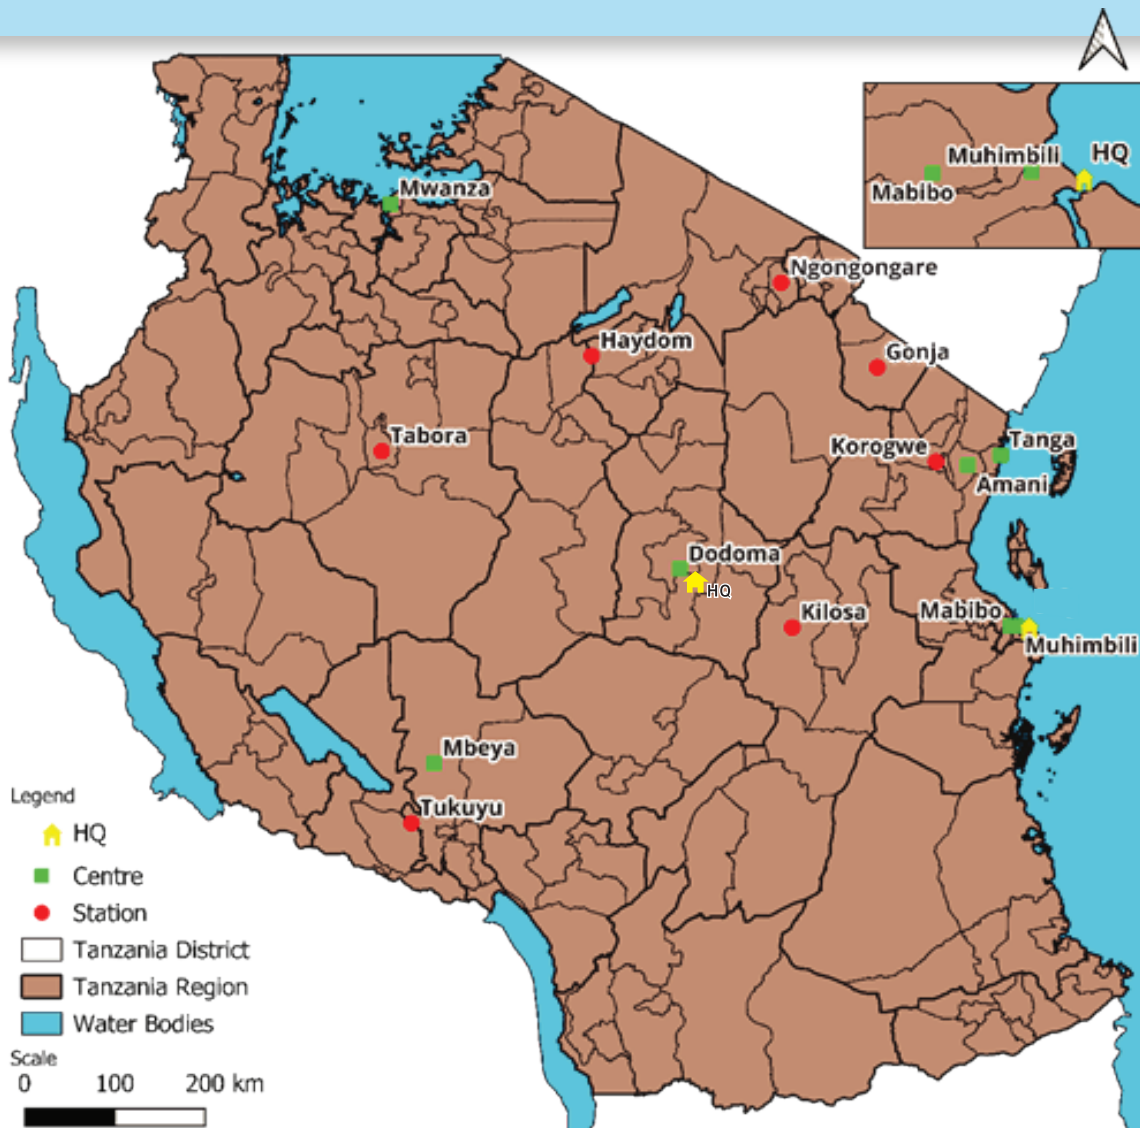 Muhimbili
HQ
Mabibo
Mwanza
Ngongongare
Haydom
Gonja
Tabora
Korogwe
Tanga
Amani
Dodoma
HQ
Kilosa
Mabibo
Muhimbili
Mbeya
Tukuyu
Legend
HQ
Centre
Station
Tanzania District
Tanzania Region
Water Bodies
Scale
0 100 200 km